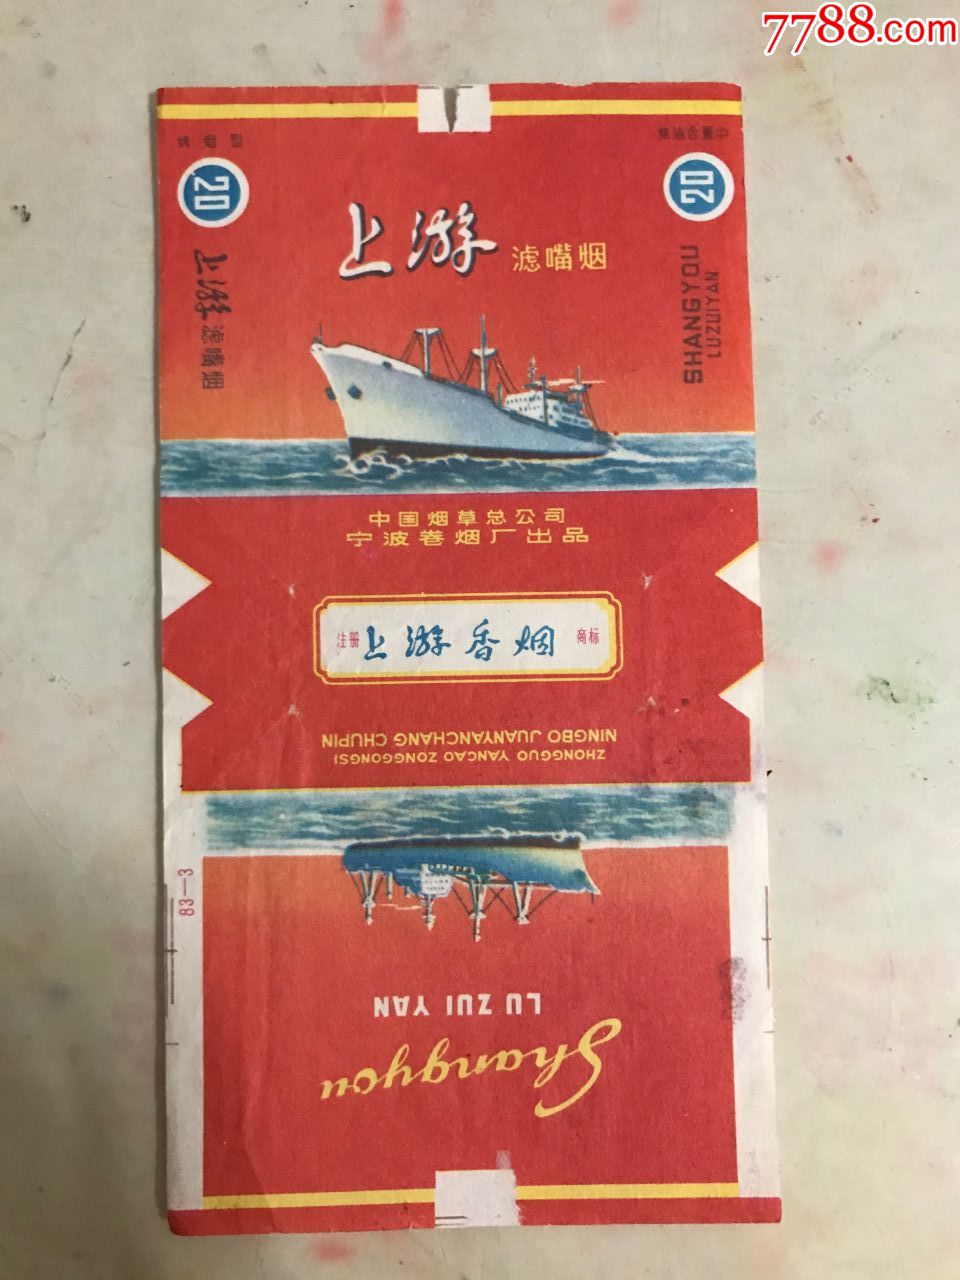 7788.com
烤烟型
焦油含量中
20
20
上游 滤嘴烟
上游 滤嘴烟
SHANGYOU
LUZUIYAN
中国烟草总公司
宁波卷烟厂出品
注册 上游香烟 商标
ZHONGGUO YANCAO ZONGGONGSI
NINGBO JUANYANCHANG CHUPIN
83—3
Shangyou
LU ZUI YAN